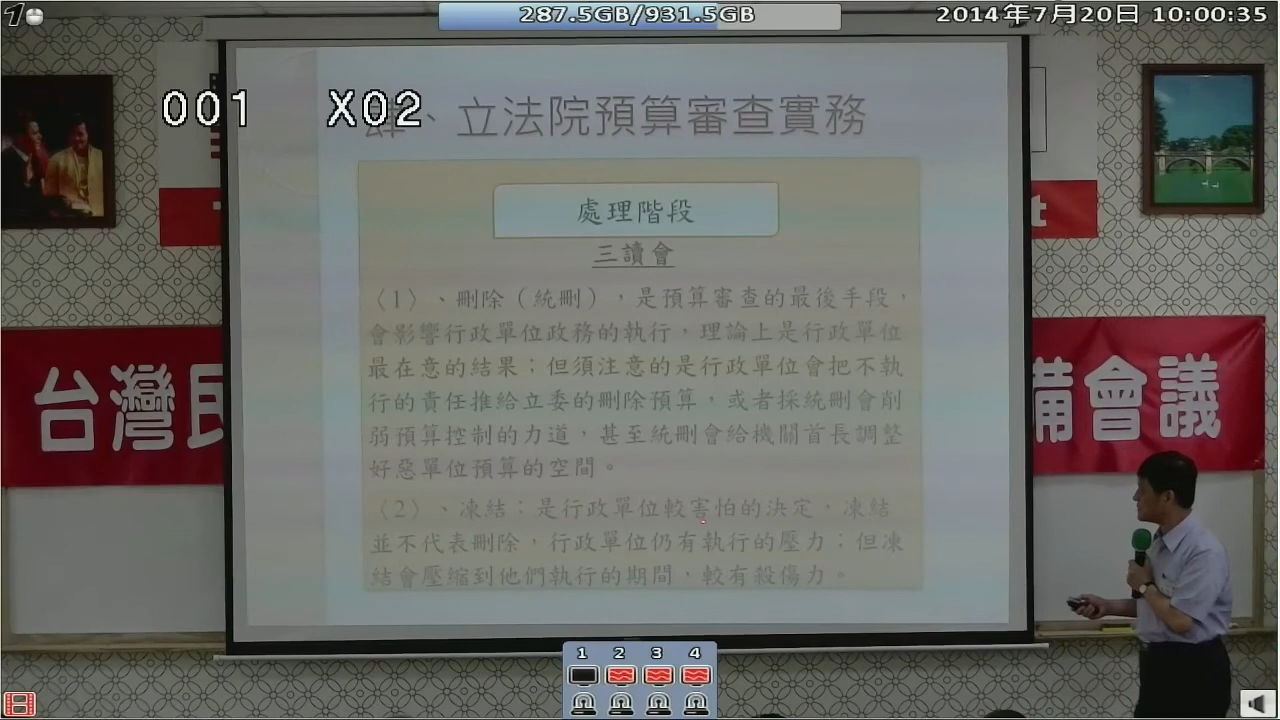 287.5GB/931.5GB
2014年7月20日 10:00:35
001 X02
肆、立法院預算審查實務
處理階段
三讀會
〈1〉、刪除（統刪），是預算審查的最後手段，
會影響行政單位政務的執行，理論上是行政單位
最在意的結果；但須注意的是行政單位會把不執
行的責任推給立委的刪除預算，或者採統刪會削
弱預算控制的力道，甚至統刪會給機關首長調整
好惡單位預算的空間。
〈2〉、凍結：是行政單位較害怕的決定，凍結
並不代表刪除，行政單位仍有執行的壓力；但凍
結會壓縮到他們執行的期間，較有殺傷力。
t
台灣民
備會議
1 2 3 4